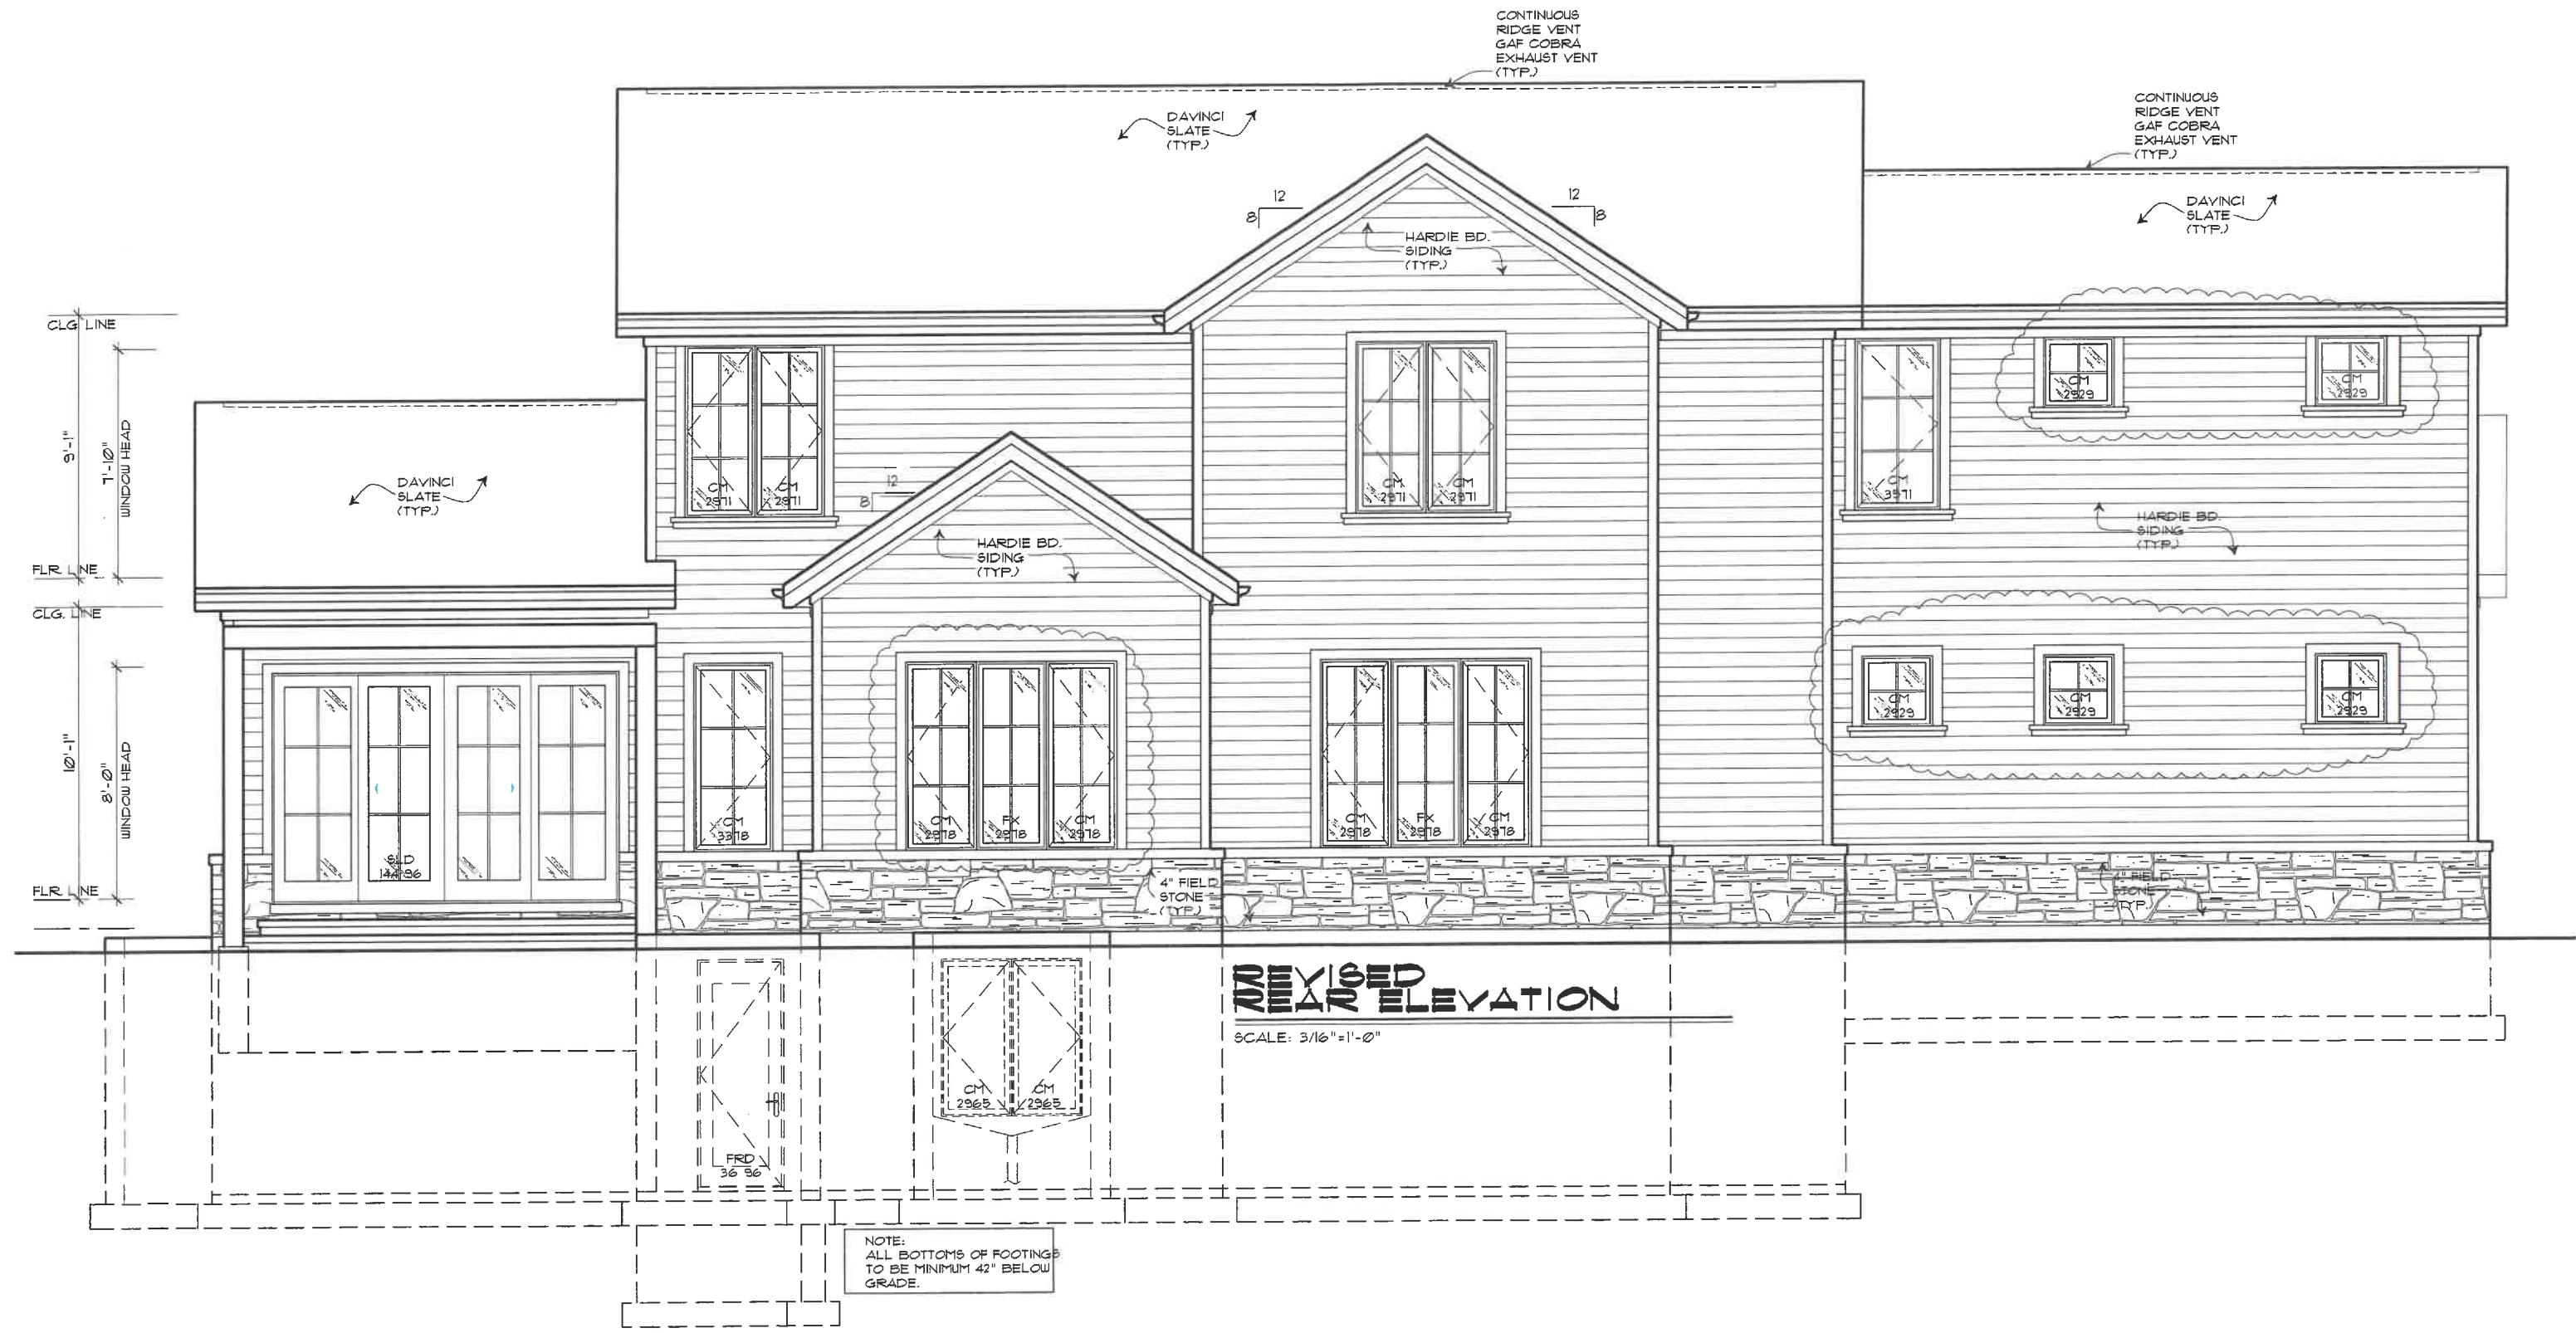 CONTINUOUS
RIDGE VENT
GAF COBRA
EXHAUST VENT
(TYP.)
CONTINUOUS
RIDGE VENT
GAF COBRA
EXHAUST VENT
(TYP.)
DAVINCI
SLATE
(TYP.)
DAVINCI
SLATE
(TYP.)
12
8
12
8
HARDIE BD.
SIDING
(TYP.)
CLG. LINE
9'-1"
7'-10"
WINDOW HEAD
FLR. LINE
DAVINCI
SLATE
(TYP.)
CM
2971
CM
2971
CM
2971
CM
2971
CM
3571
CM
2929
CM
2929
12
8
HARDIE BD.
SIDING
(TYP.)
HARDIE BD.
SIDING
(TYP.)
CLG. LINE
10'-1"
8'-0"
WINDOW HEAD
FLR. LINE
SLD
144 96
CM
3378
CM
2978
FX
2978
CM
2978
CM
2978
FX
2978
CM
2978
CM
2929
CM
2929
CM
2929
4" FIELD
STONE
(TYP.)
4" FIELD
STONE
(TYP.)
REVISED
REAR ELEVATION
SCALE: 3/16"=1'-0"
FRD
36 96
CM
2965
CM
2965
NOTE:
ALL BOTTOMS OF FOOTINGS
TO BE MINIMUM 42" BELOW
GRADE.